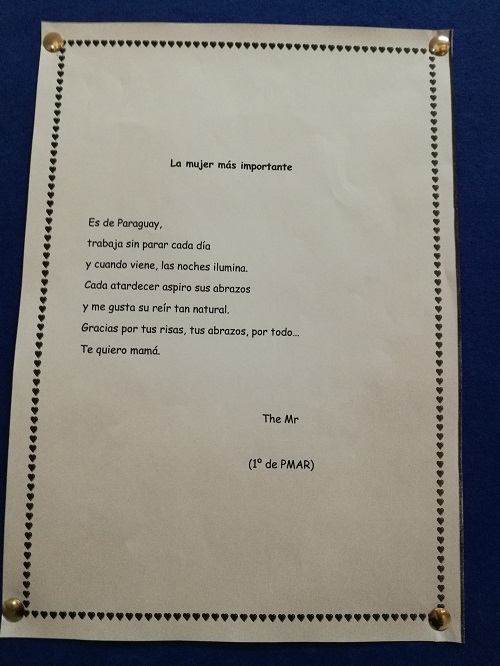 La mujer más importante
Es de Paraguay,
trabaja sin parar cada día
y cuando viene, las noches ilumina.
Cada atardecer aspiro sus abrazos
y me gusta su reír tan natural.
Gracias por tus risas, tus abrazos, por todo...
Te quiero mamá.
The Mr
(1º de PMAR)